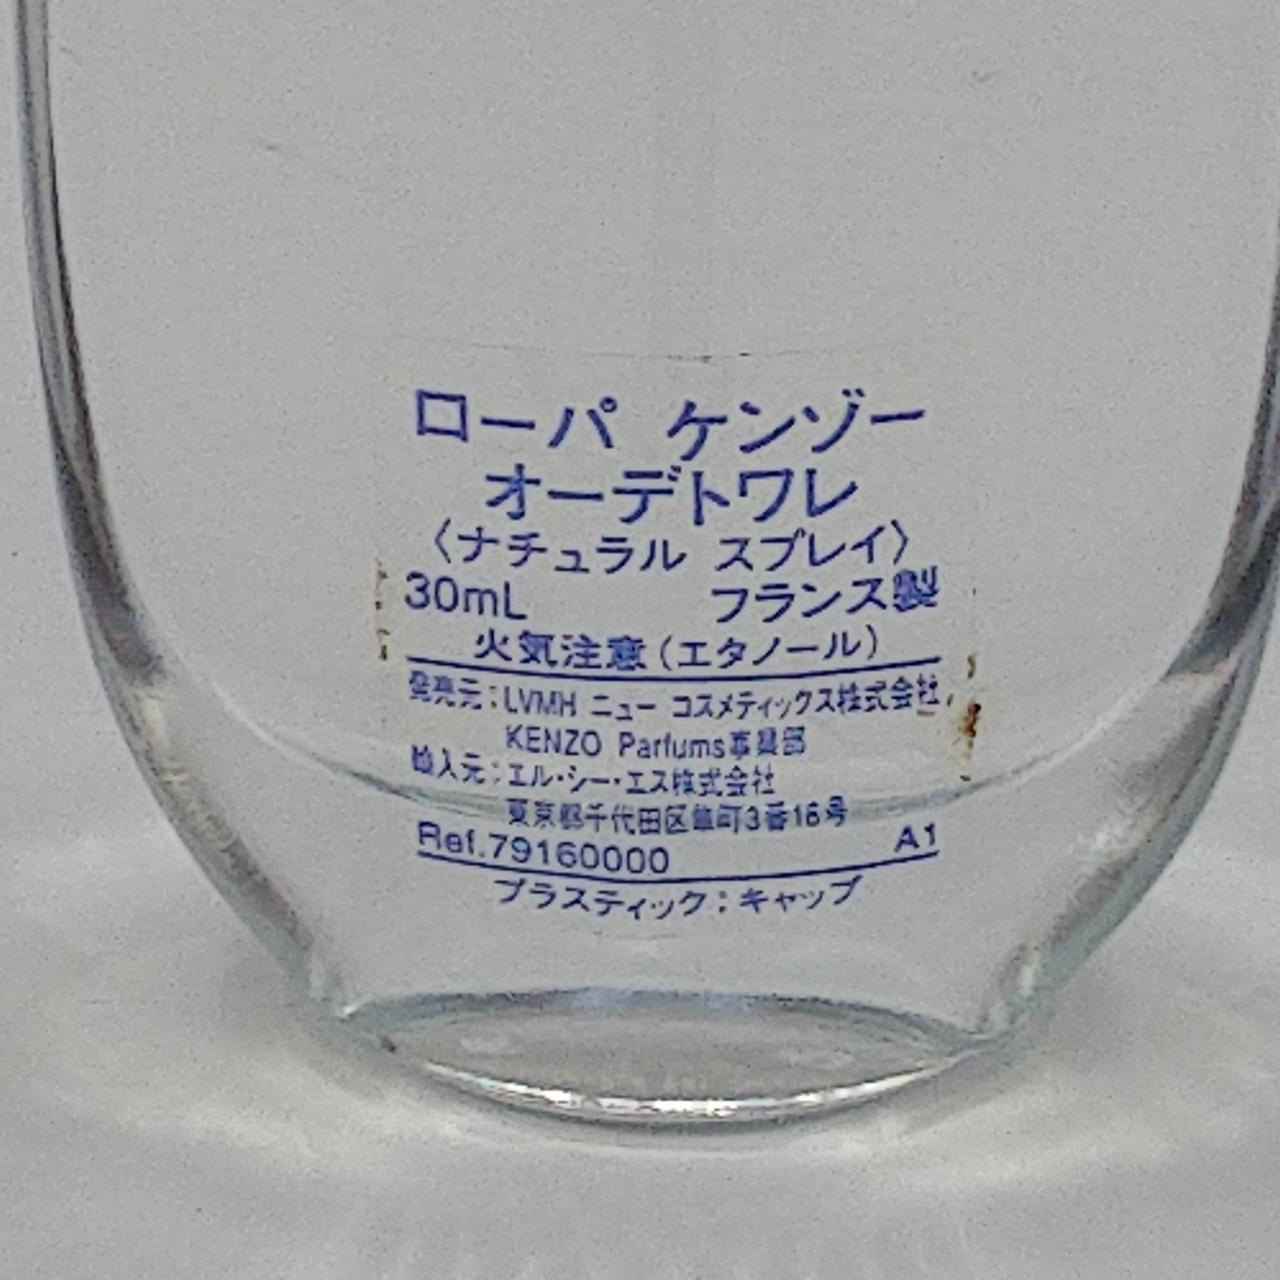 ローパ ケンゾー
オーデトワレ
〈ナチュラル スプレイ〉
30mL フランス製
火気注意(エタノール)
発売元:LVMH ニュー コスメティックス株式会社,
KENZO Parfums事業部
輸入元:エル・シー・エス株式会社
東京都千代田区麹町3番16号
Ref.79160000 A1
プラスティック:キャップ